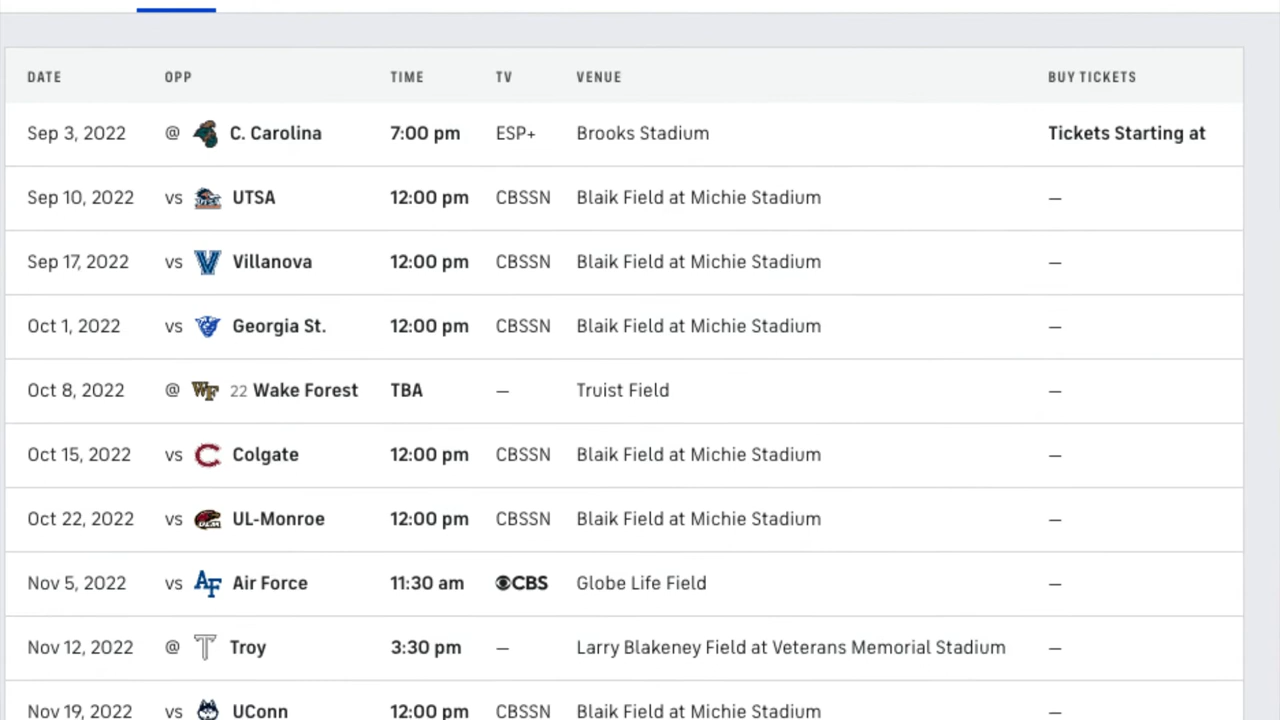 DATE OPP TIME TV VENUE BUY TICKETS
Sep 3, 2022 @ C. Carolina 7:00 pm ESP+ Brooks Stadium Tickets Starting at
Sep 10, 2022 vs UTSA 12:00 pm CBSSN Blaik Field at Michie Stadium —
Sep 17, 2022 vs Villanova 12:00 pm CBSSN Blaik Field at Michie Stadium —
Oct 1, 2022 vs Georgia St. 12:00 pm CBSSN Blaik Field at Michie Stadium —
Oct 8, 2022 @ WF 22 Wake Forest TBA — Truist Field —
Oct 15, 2022 vs C Colgate 12:00 pm CBSSN Blaik Field at Michie Stadium —
Oct 22, 2022 vs UL-Monroe 12:00 pm CBSSN Blaik Field at Michie Stadium —
Nov 5, 2022 vs AF Air Force 11:30 am CBS Globe Life Field —
Nov 12, 2022 @ T Troy 3:30 pm — Larry Blakeney Field at Veterans Memorial Stadium —
Nov 19, 2022 vs UConn 12:00 pm CBSSN Blaik Field at Michie Stadium —